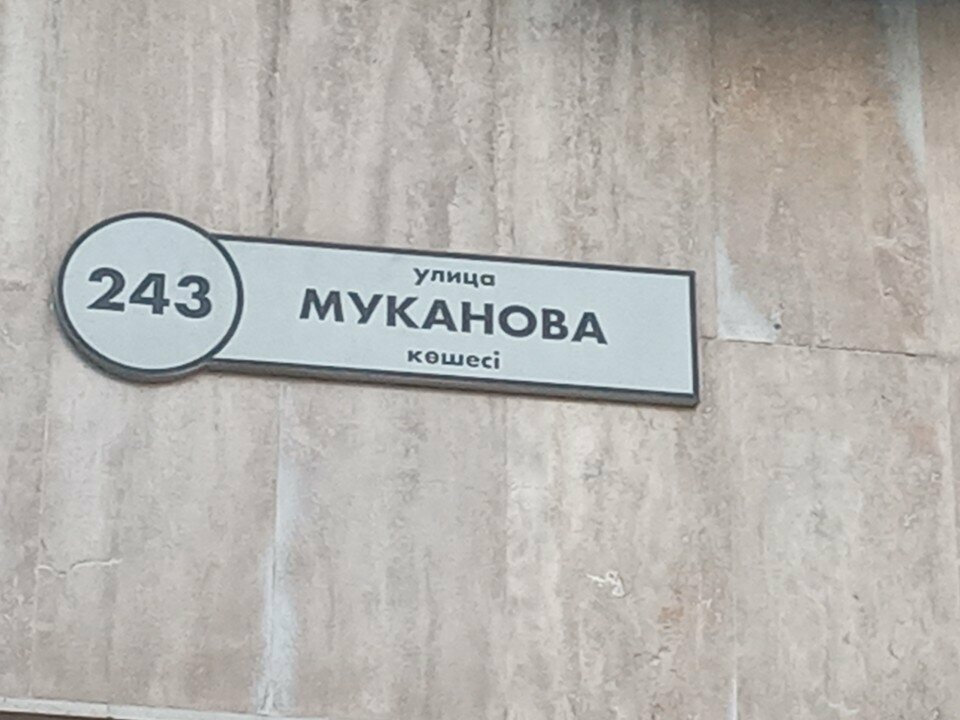 243
улица
МУКАНОВА
көшесі